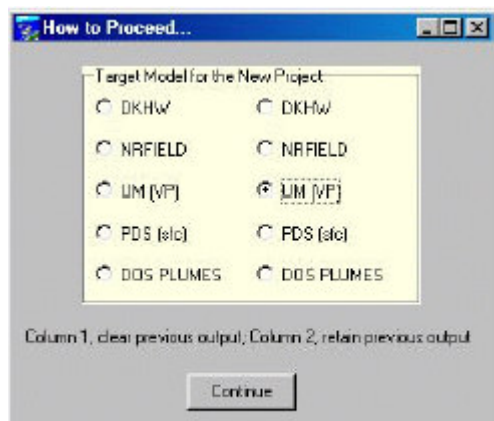 How to Proceed...
Target Model for the New Project
DKHW DKHW
NRFIELD NRFIELD
UM (VP) UM (VP)
PDS (sfc) PDS (sfc)
DOS PLUMES DOS PLUMES
Column 1, clear previous output; Column 2, retain previous output
Continue